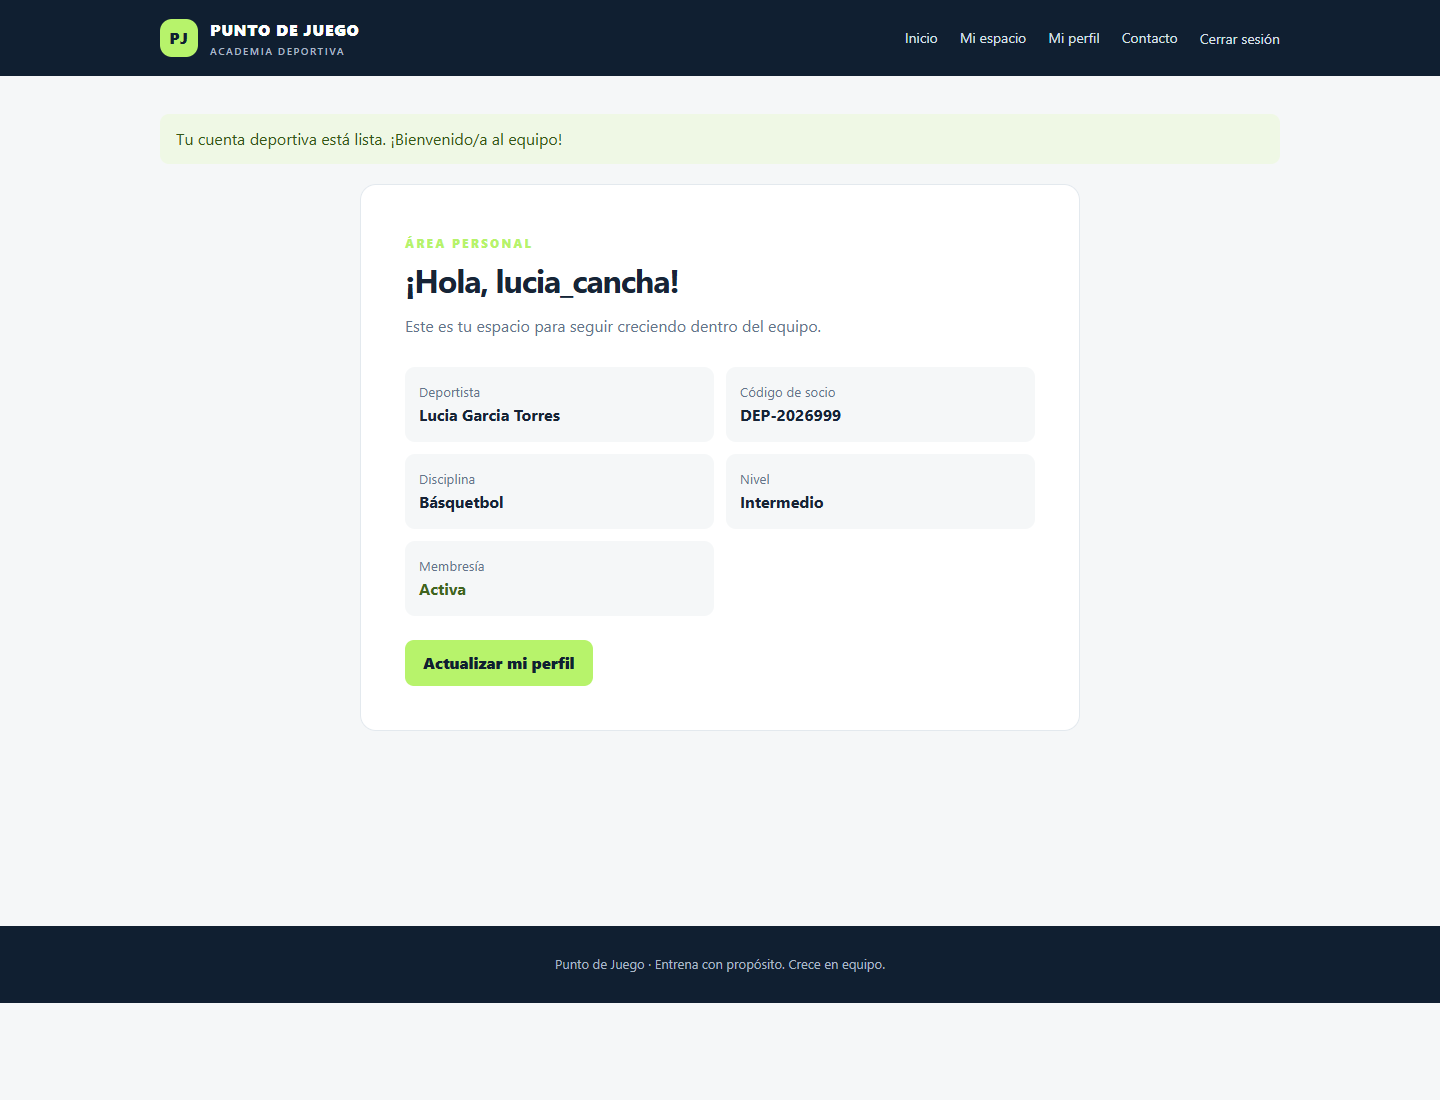 PJ
PUNTO DE JUEGO
ACADEMIA DEPORTIVA
Inicio
Mi espacio
Mi perfil
Contacto
Cerrar sesión
Tu cuenta deportiva está lista. ¡Bienvenido/a al equipo!
ÁREA PERSONAL
¡Hola, lucia_cancha!
Este es tu espacio para seguir creciendo dentro del equipo.
Deportista
Lucia Garcia Torres
Código de socio
DEP-2026999
Disciplina
Básquetbol
Nivel
Intermedio
Membresía
Activa
Actualizar mi perfil
Punto de Juego · Entrena con propósito. Crece en equipo.